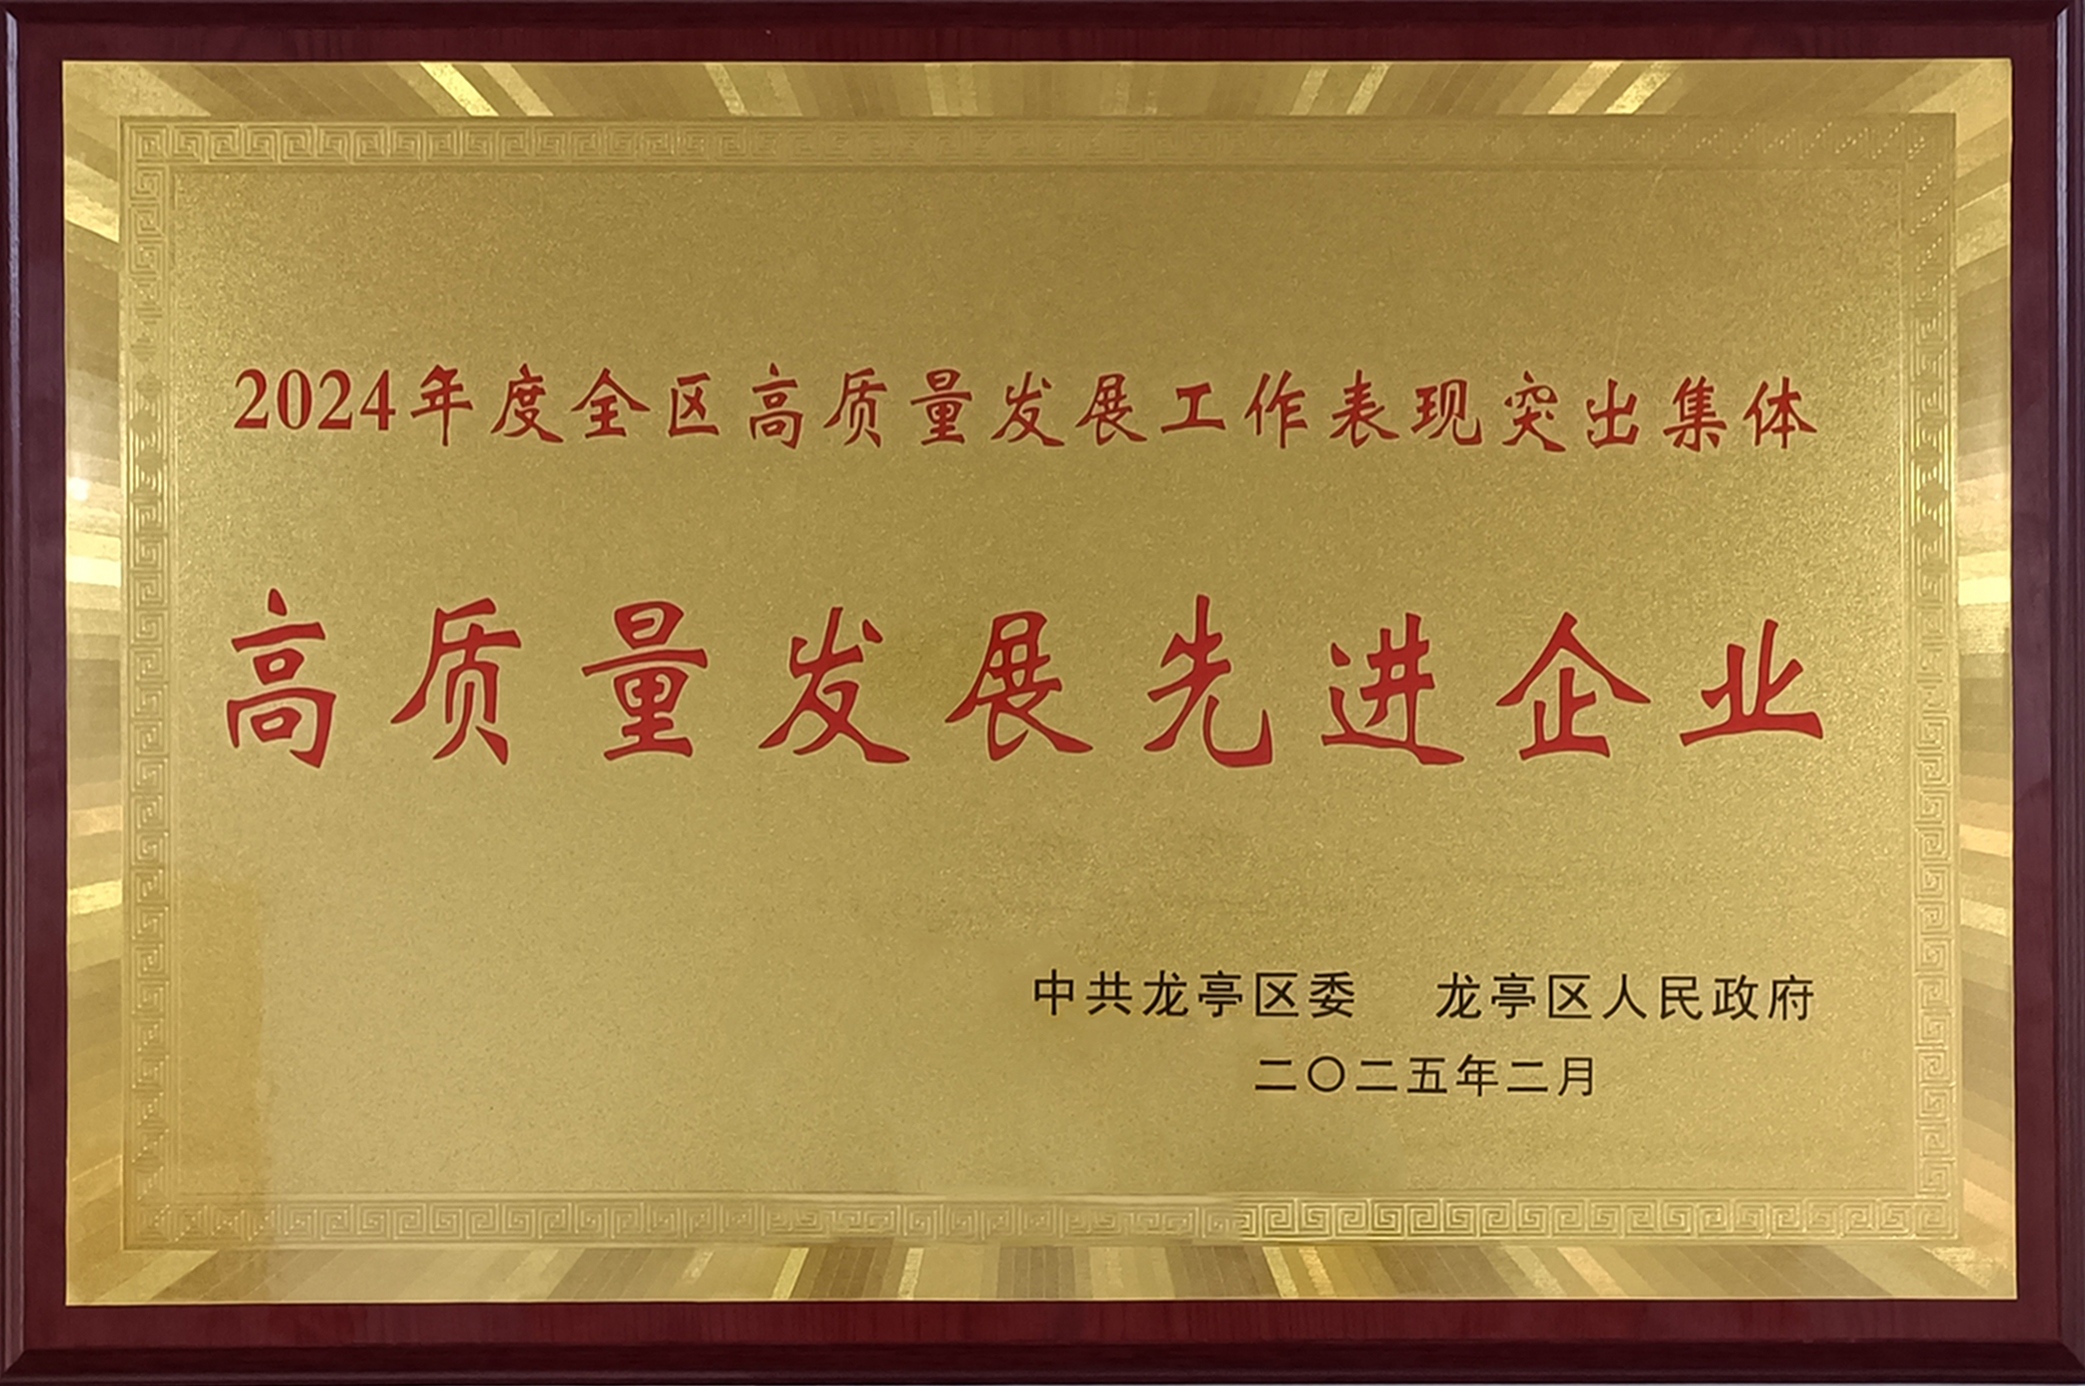 2024年度全区高质量发展工作表现突出集体
高质量发展先进企业
中共龙亭区委 龙亭区人民政府
二〇二五年二月